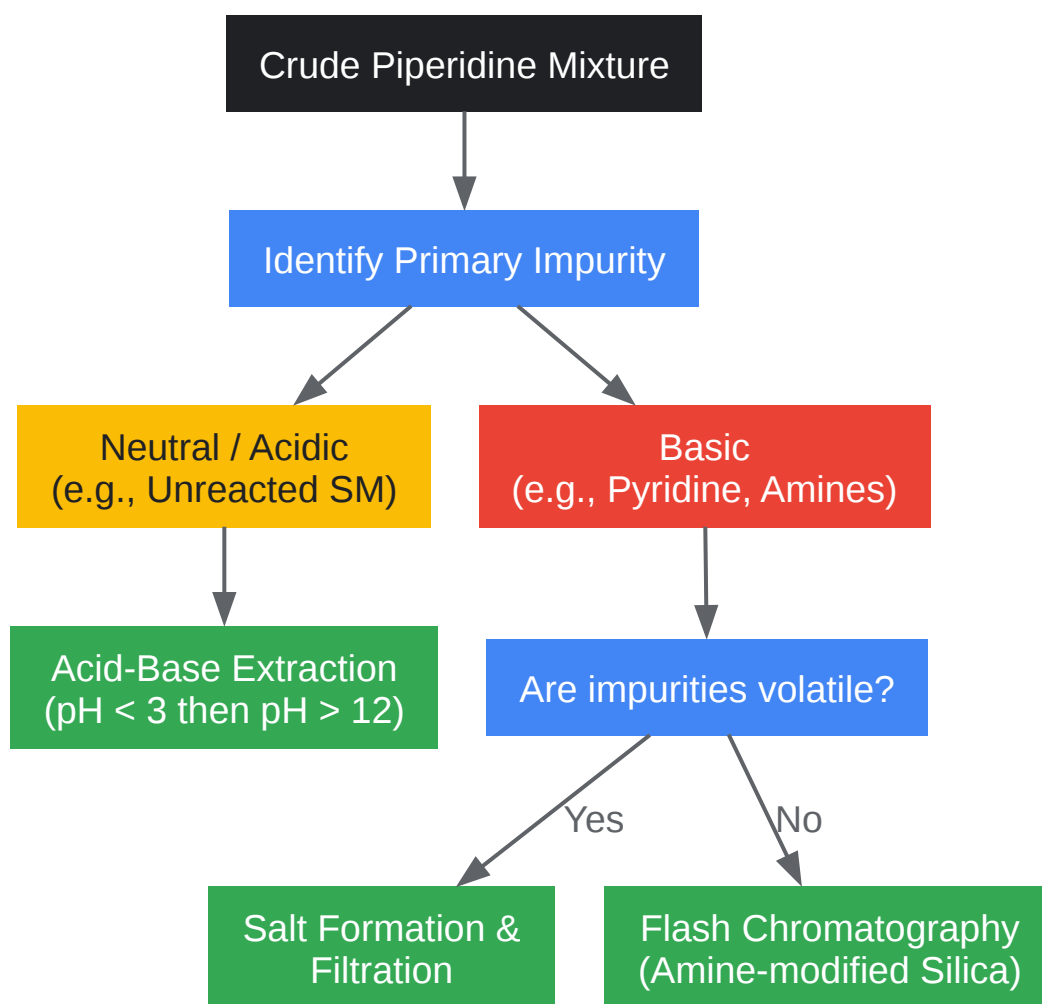 Crude Piperidine Mixture
Identify Primary Impurity
Neutral / Acidic
(e.g., Unreacted SM)
Basic
(e.g., Pyridine, Amines)
Acid-Base Extraction
(pH < 3 then pH > 12)
Are impurities volatile?
Yes
No
Salt Formation &
Filtration
Flash Chromatography
(Amine-modified Silica)